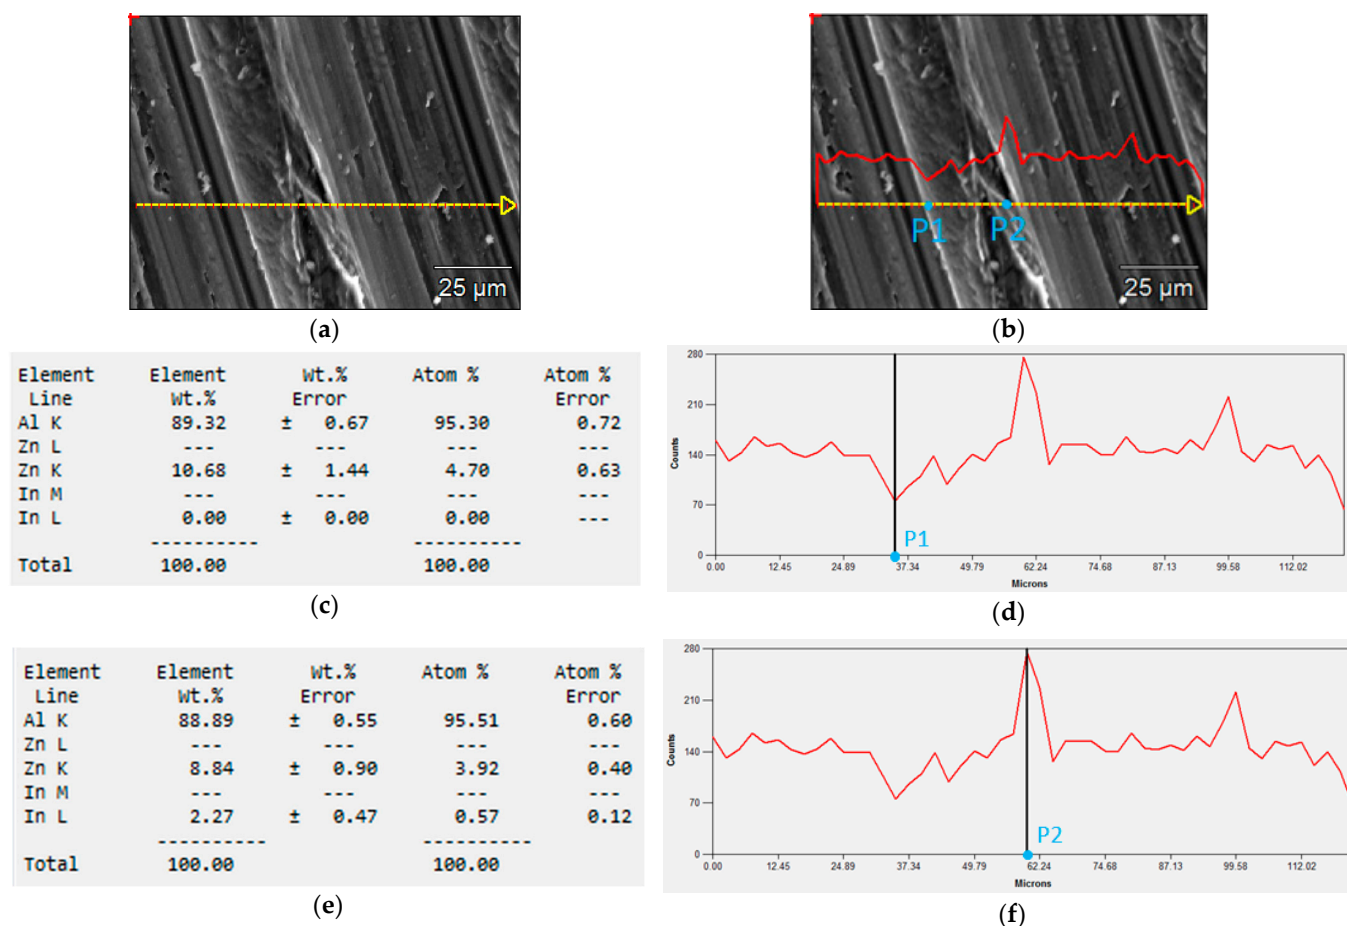 25 μm
(a)
P1 P2
25 μm
(b)
Element Element Wt.% Atom % Atom %
Line Wt.% Error Error
Al K 89.32 ± 0.67 95.30 0.72
Zn L --- --- --- ---
Zn K 10.68 ± 1.44 4.70 0.63
In M --- --- --- ---
In L 0.00 ± 0.00 0.00 ---
---------- ----------
Total 100.00 100.00
(c)
280
210
140
70
0
Counts
P1
0.00 12.45 24.89 37.34 49.79 62.24 74.68 87.13 99.58 112.02
Microns
(d)
Element Element Wt.% Atom % Atom %
Line Wt.% Error Error
Al K 88.89 ± 0.55 95.51 0.60
Zn L --- --- --- ---
Zn K 8.84 ± 0.90 3.92 0.40
In M --- --- --- ---
In L 2.27 ± 0.47 0.57 0.12
---------- ----------
Total 100.00 100.00
(e)
280
210
140
70
0
Counts
P2
0.00 12.45 24.89 37.34 49.79 62.24 74.68 87.13 99.58 112.02
Microns
(f)